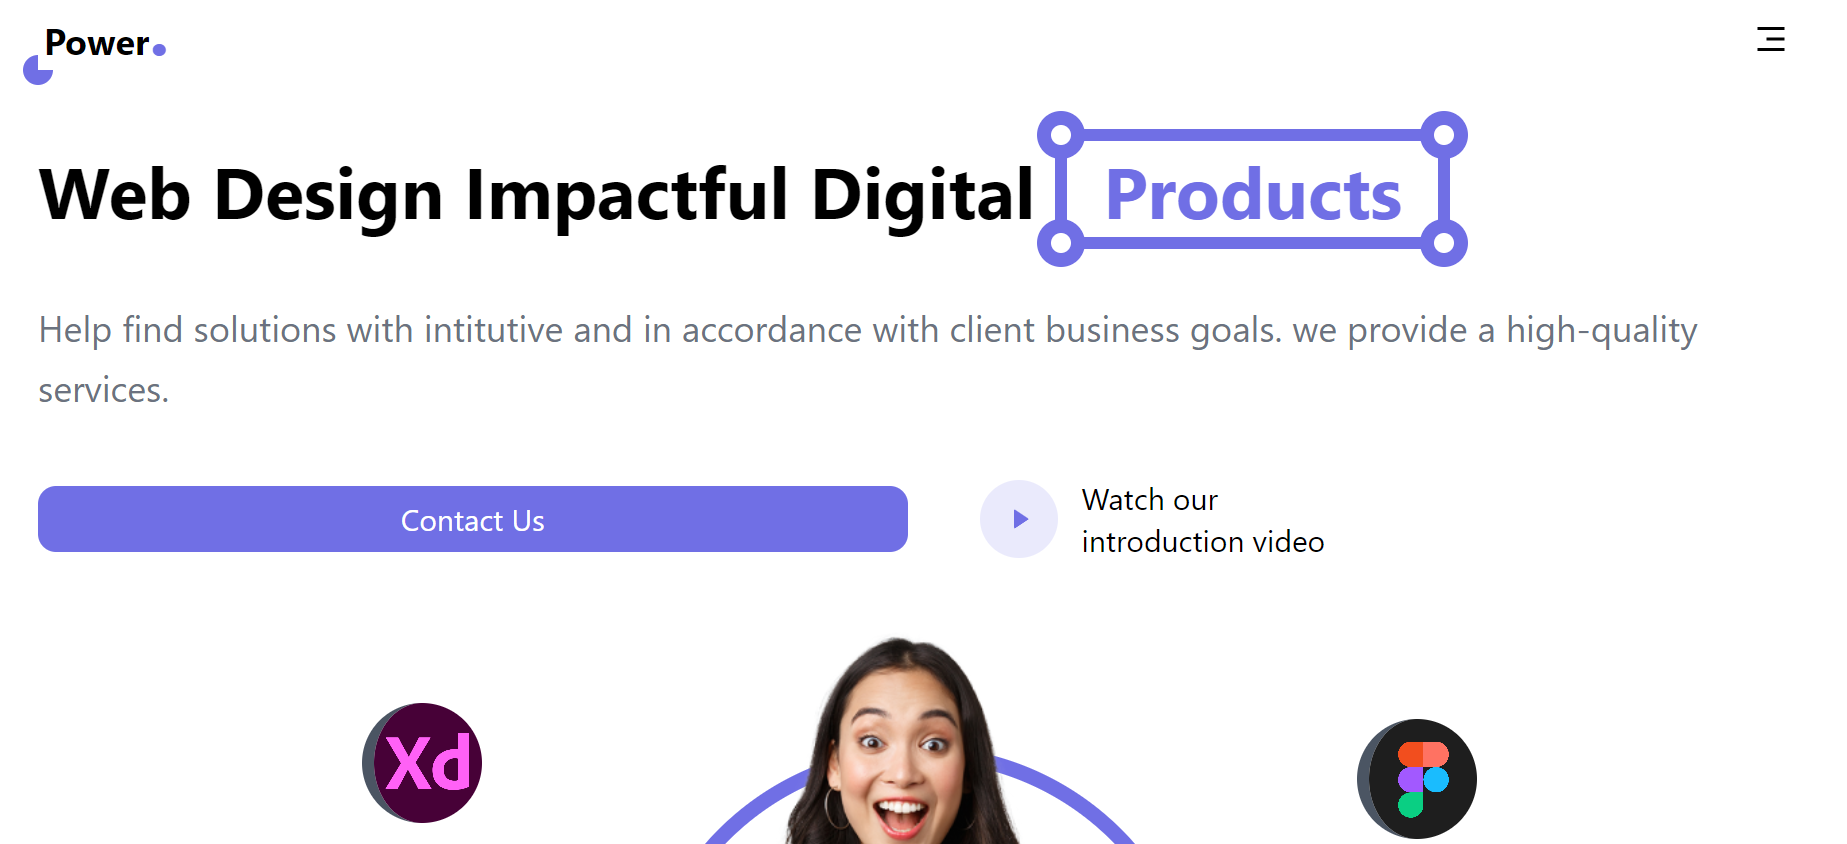 Power.
Web Design Impactful Digital Products
Help find solutions with intitutive and in accordance with client business goals. we provide a high-quality
services.
Contact Us
Watch our
introduction video
Xd